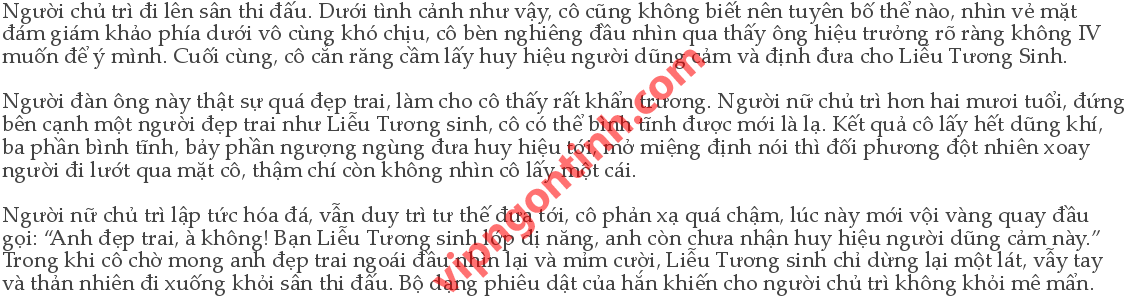 Người chủ trì đi lên sân thi đấu. Dưới tình cảnh như vậy, cô cũng không biết nên tuyên bố thể nào, nhìn vẻ mặt
đám giám khảo phía dưới vô cùng khó chịu, cô bèn nghiêng đầu nhìn qua thấy ông hiệu trưởng rõ ràng không IV
muốn để ý mình. Cuối cùng, cô cắn răng cầm lấy huy hiệu người dũng cảm và định đưa cho Liễu Tương Sinh.
Người đàn ông này thật sự quá đẹp trai, làm cho cô thấy rất khẩn trương. Người nữ chủ trì hơn hai mươi tuổi, đứng
bên cạnh một người đẹp trai như Liễu Tương sinh, cô có thể bình tĩnh được mới là lạ. Kết quả cô lấy hết dũng khí,
ba phần bình tĩnh, bảy phần ngượng ngùng đưa huy hiệu tới, mở miệng định nói thì đối phương đột nhiên xoay
người đi lướt qua mặt cô, thậm chí còn không nhìn cô lấy một cái.
Người nữ chủ trì lập tức hóa đá, vẫn duy trì tư thế đưa tới, cô phản xạ quá chậm, lúc này mới vội vàng quay đầu
gọi: “Anh đẹp trai, à không! Bạn Liễu Tương sinh lớp dị năng, anh còn chưa nhận huy hiệu người dũng cảm này.”
Trong khi cô chờ mong anh đẹp trai ngoái đầu nhìn lại và mỉm cười, Liễu Tương sinh chỉ dừng lại một lát, vẫy tay
và thản nhiên đi xuống khỏi sân thi đấu. Bộ dạng phiêu dật của hắn khiến cho người chủ trì không khỏi mê mẩn.
vipngontinh.com